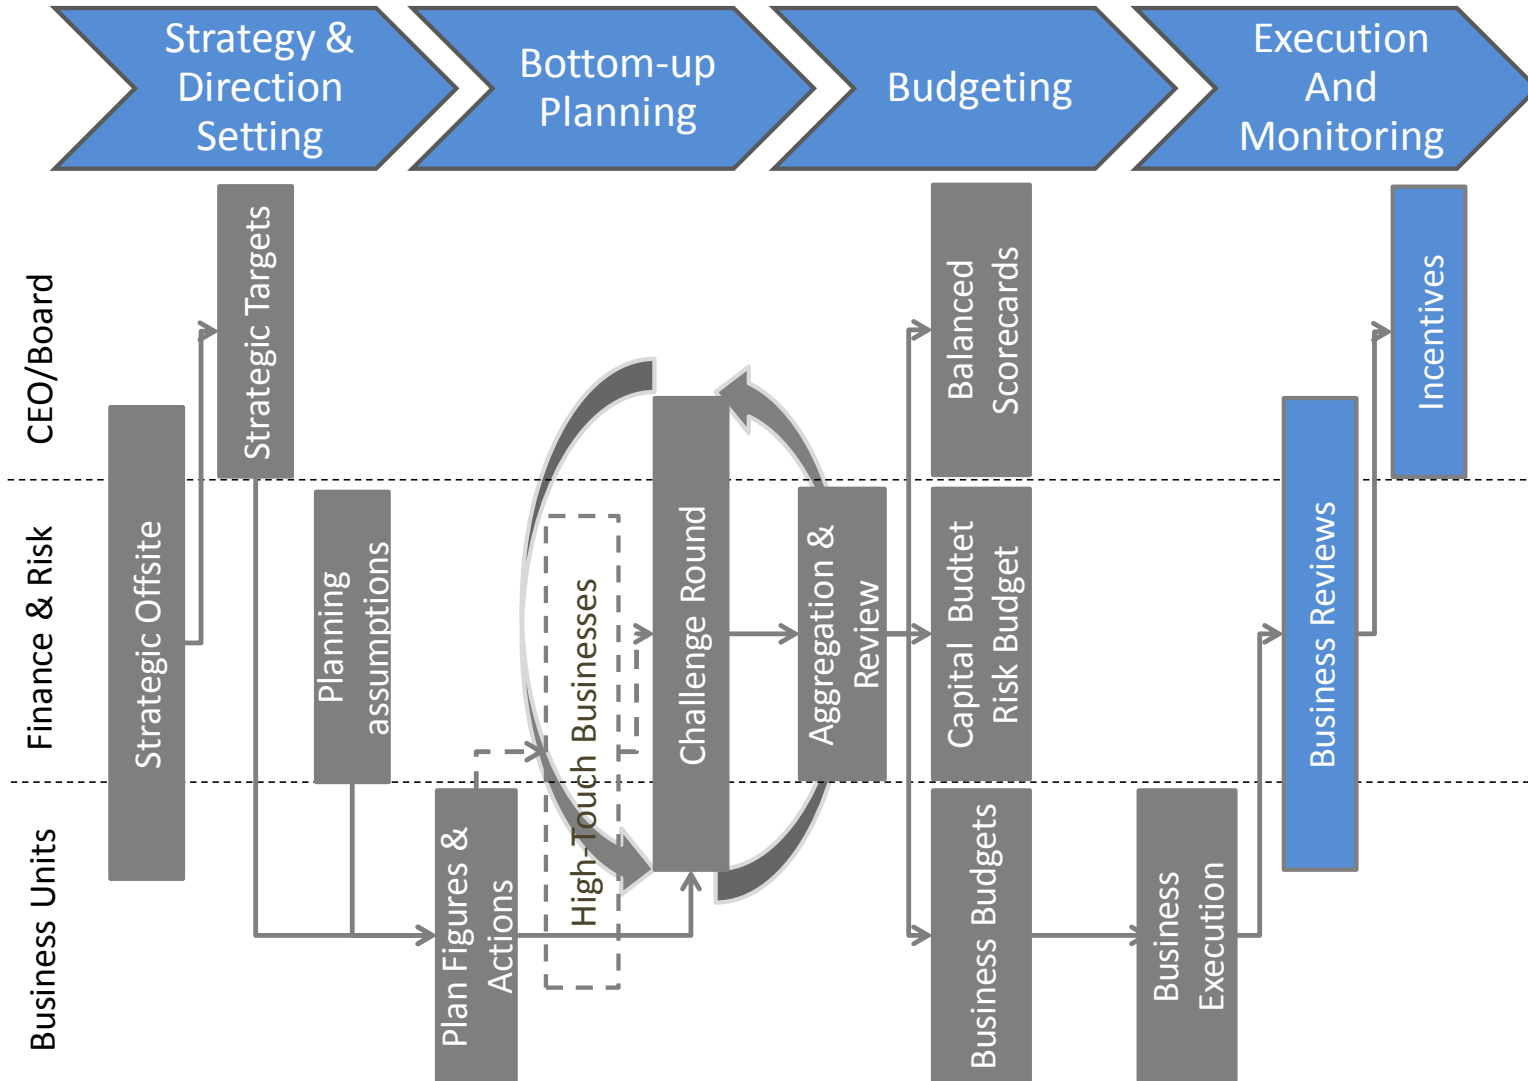 Strategy &
Direction
Setting
Bottom-up
Planning
Budgeting
Execution
And
Monitoring
CEO/Board
Finance & Risk
Business Units
Strategic Offsite
Strategic Targets
Planning
assumptions
Plan Figures &
Actions
High-Touch Businesses
Challenge Round
Aggregation &
Review
Balanced
Scorecards
Capital Budtet
Risk Budget
Business Budgets
Business
Execution
Business Reviews
Incentives